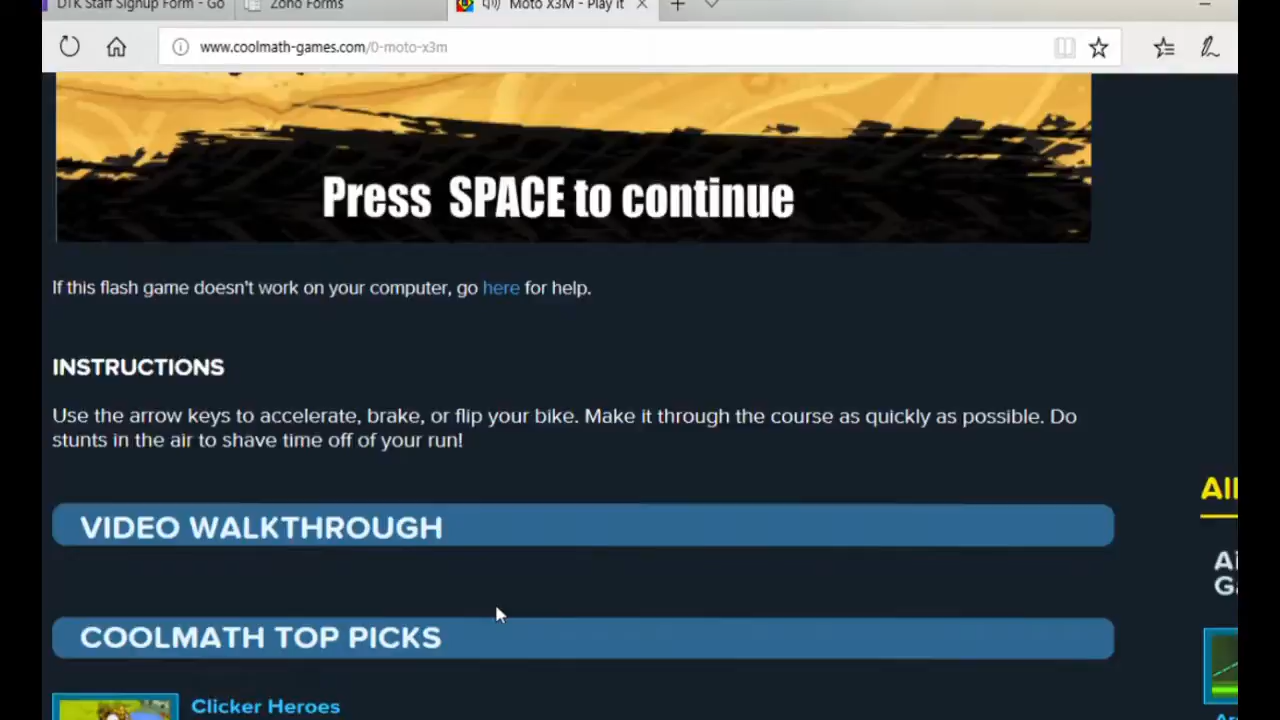 DTK Staff Signup Form - Go
Zoho Forms
Moto X3M - Play it
www.coolmath-games.com/0-moto-x3m
Press SPACE to continue
If this flash game doesn't work on your computer, go here for help.
INSTRUCTIONS
Use the arrow keys to accelerate, brake, or flip your bike. Make it through the course as quickly as possible. Do
stunts in the air to shave time off of your run!
All
VIDEO WALKTHROUGH
COOLMATH TOP PICKS
Clicker Heroes